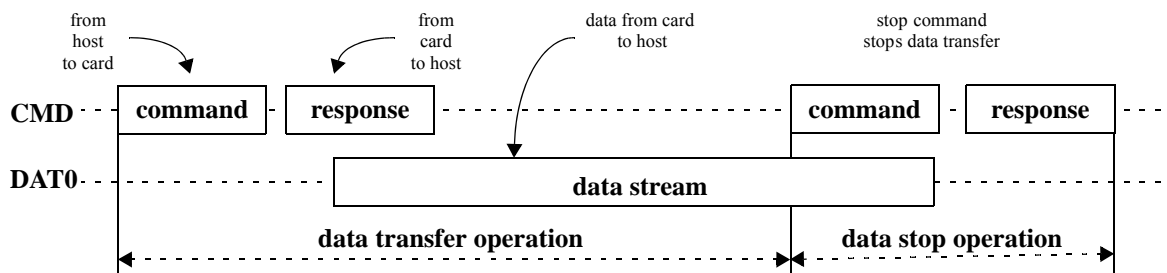 from
host
to card
from
card
to host
data from card
to host
stop command
stops data transfer
CMD
command
response
command
response
DAT0
data stream
data transfer operation
data stop operation